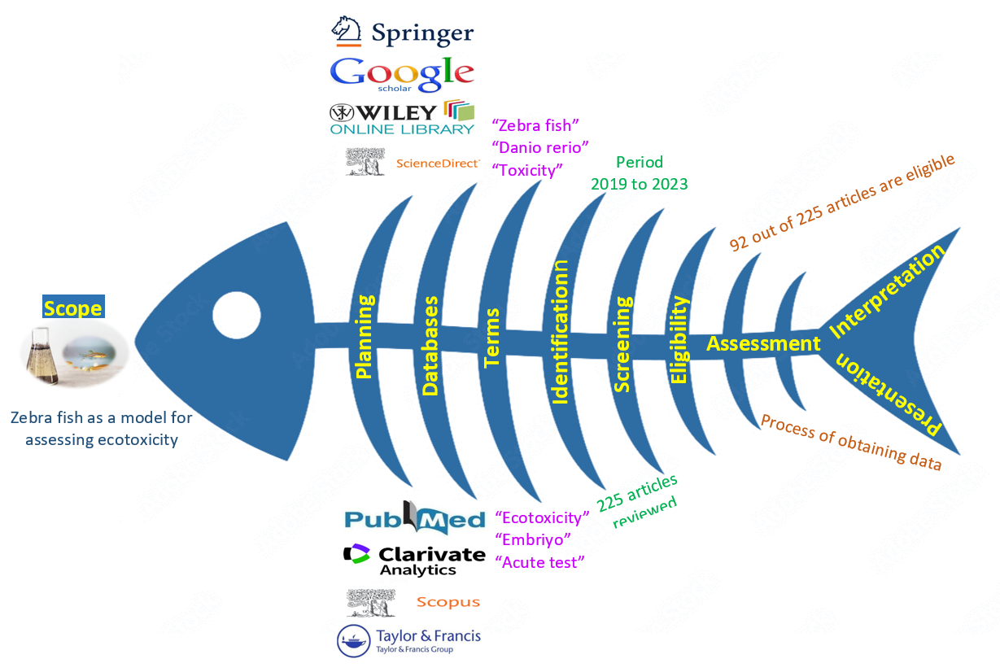 Springer
Google
scholar
WILEY
ONLINE LIBRARY
ScienceDirect
“Zebra fish”
“Danio rerio”
“Toxicity”
Period
2019 to 2023
92 out of 225 articles are eligible
Scope
Zebra fish as a model for
assessing ecotoxicity
Planning
Databases
Terms
Identificationn
Screening
Eligibility
Assessment
Interpretation
Presentation
Process of obtaining data
225 articles
reviewed
PubMed
Clarivate
Analytics
Scopus
Taylor & Francis
Taylor & Francis Group
“Ecotoxicity”
“Embriyo”
“Acute test”